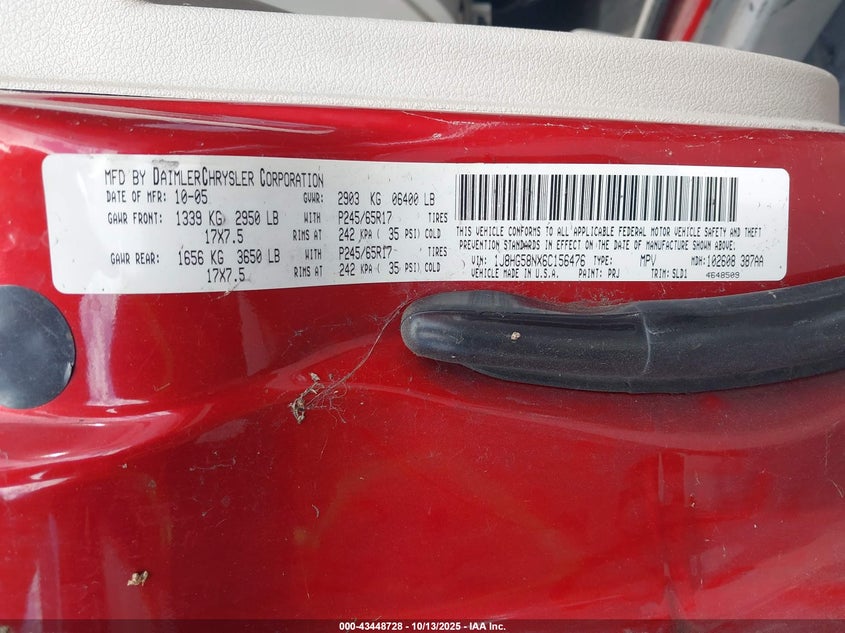 MFD BY DAIMLERCHRYSLER CORPORATION
DATE OF MFR: 10-05 GVWR: 2903 KG 06400 LB
GAWR FRONT: 1339 KG 2950 LB WITH P245/65R17 TIRES
17X7.5 RIMS AT 242 KPA ( 35 PSI) COLD
GAWR REAR: 1656 KG 3650 LB WITH P245/65R17 TIRES
17X7.5 RIMS AT 242 KPA ( 35 PSI) COLD
THIS VEHICLE CONFORMS TO ALL APPLICABLE FEDERAL MOTOR VEHICLE SAFETY AND THEFT
PREVENTION STANDARDS IN EFFECT ON THE DATE OF MANUFACTURE SHOWN ABOVE.
VIN: 1J8HG58NX6C156476 TYPE: MPV MDH: 102608 387AA
VEHICLE MADE IN U.S.A. PAINT: PRJ TRIM: SLD1 4648509
000-43448728 - 10/13/2025 - IAA Inc.